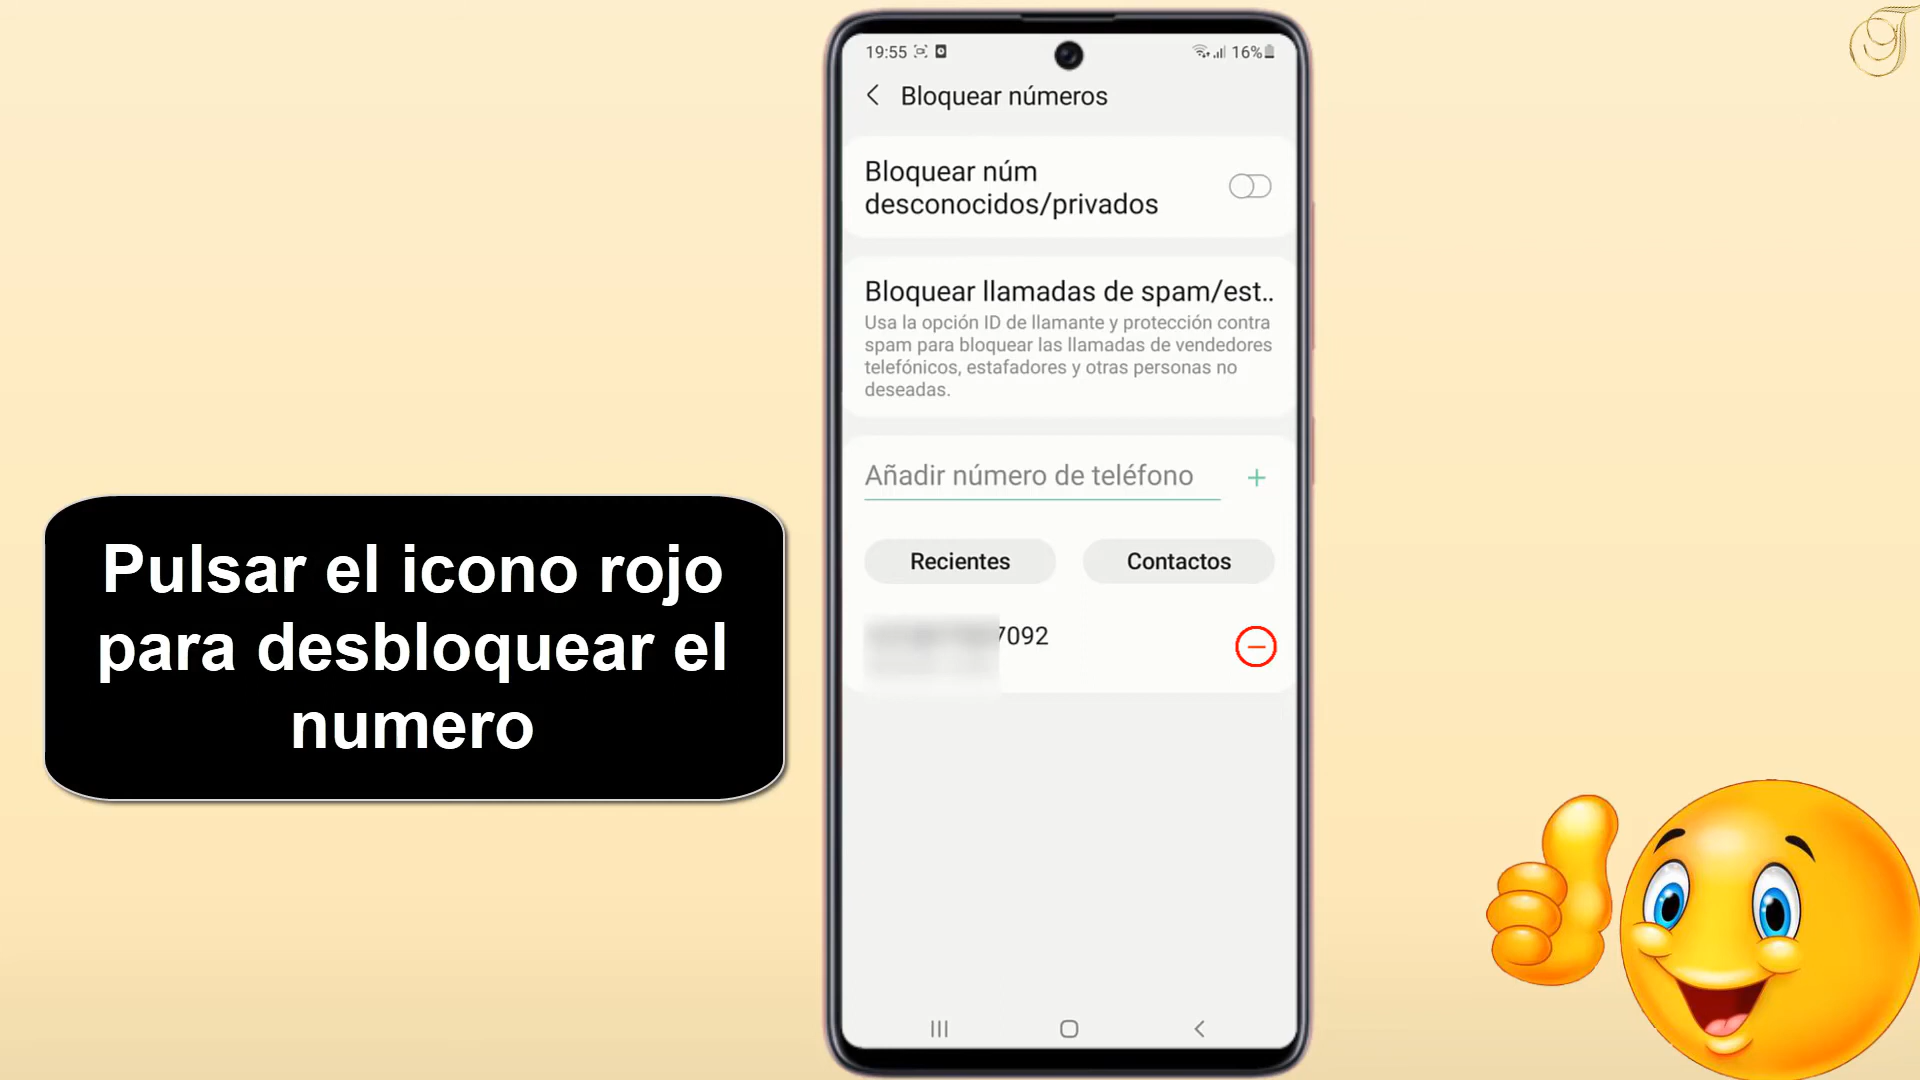 19:55
16%
Bloquear números
Bloquear núm
desconocidos/privados
Bloquear llamadas de spam/est..
Usa la opción ID de llamante y protección contra
spam para bloquear las llamadas de vendedores
telefónicos, estafadores y otras personas no
deseadas.
Añadir número de teléfono
Recientes
Contactos
7092
Pulsar el icono rojo
para desbloquear el
numero